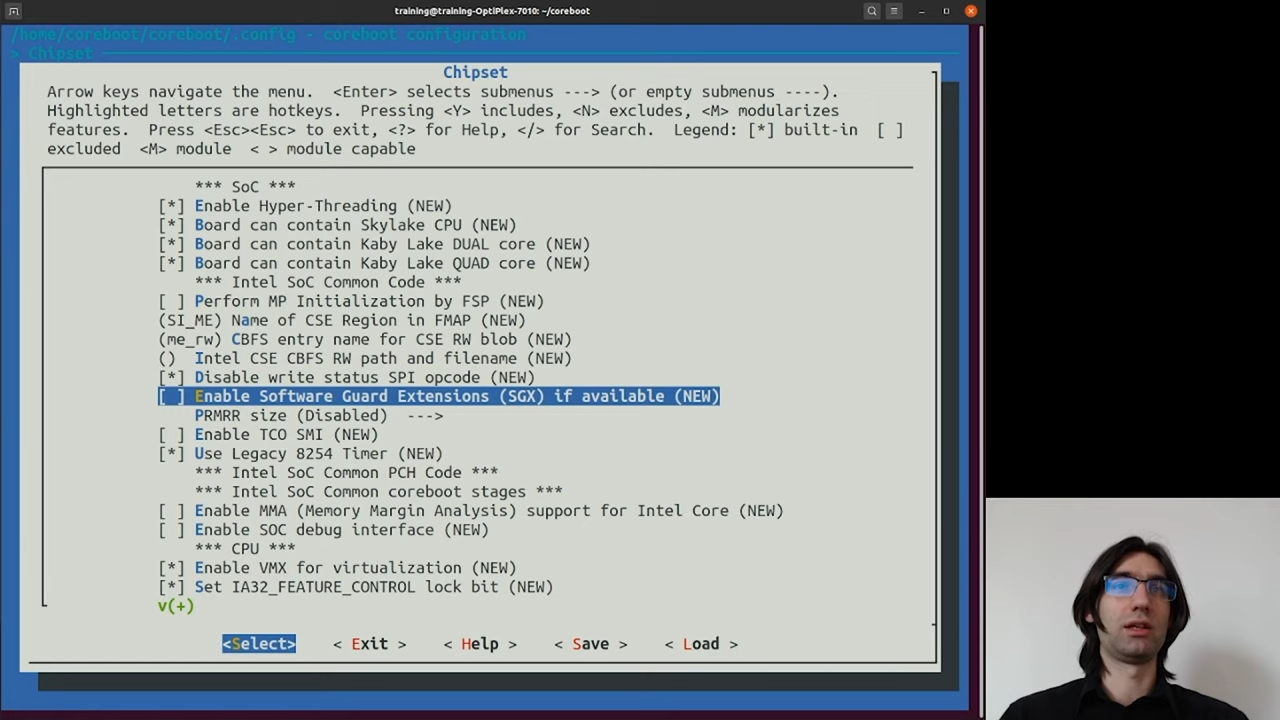 training@training-OptiPlex-7010: ~/coreboot
/home/coreboot/coreboot/.config - coreboot configuration
> Chipset
Chipset
Arrow keys navigate the menu.  <Enter> selects submenus ---> (or empty submenus ----).
Highlighted letters are hotkeys.  Pressing <Y> includes, <N> excludes, <M> modularizes
features.  Press <Esc><Esc> to exit, <?> for Help, </> for Search.  Legend: [*] built-in  [ ]
excluded  <M> module  < > module capable
*** SoC ***
[*] Enable Hyper-Threading (NEW)
[*] Board can contain Skylake CPU (NEW)
[*] Board can contain Kaby Lake DUAL core (NEW)
[*] Board can contain Kaby Lake QUAD core (NEW)
*** Intel SoC Common Code ***
[ ] Perform MP Initialization by FSP (NEW)
(SI_ME) Name of CSE Region in FMAP (NEW)
(me_rw) CBFS entry name for CSE RW blob (NEW)
()  Intel CSE CBFS RW path and filename (NEW)
[*] Disable write status SPI opcode (NEW)
[ ] Enable Software Guard Extensions (SGX) if available (NEW)
PRMRR size (Disabled)  --->
[ ] Enable TCO SMI (NEW)
[*] Use Legacy 8254 Timer (NEW)
*** Intel SoC Common PCH Code ***
*** Intel SoC Common coreboot stages ***
[ ] Enable MMA (Memory Margin Analysis) support for Intel Core (NEW)
[ ] Enable SOC debug interface (NEW)
*** CPU ***
[*] Enable VMX for virtualization (NEW)
[*] Set IA32_FEATURE_CONTROL lock bit (NEW)
v(+)
<Select>    < Exit >    < Help >    < Save >    < Load >